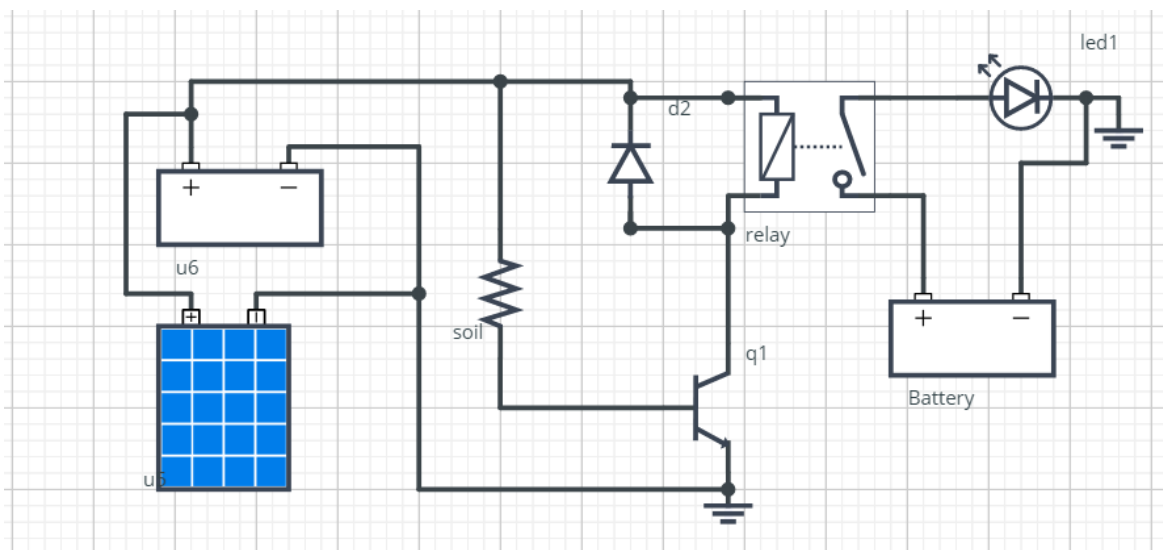 led1
d2
+ −
u6
relay
soil
+
q1
+ −
Battery
u5